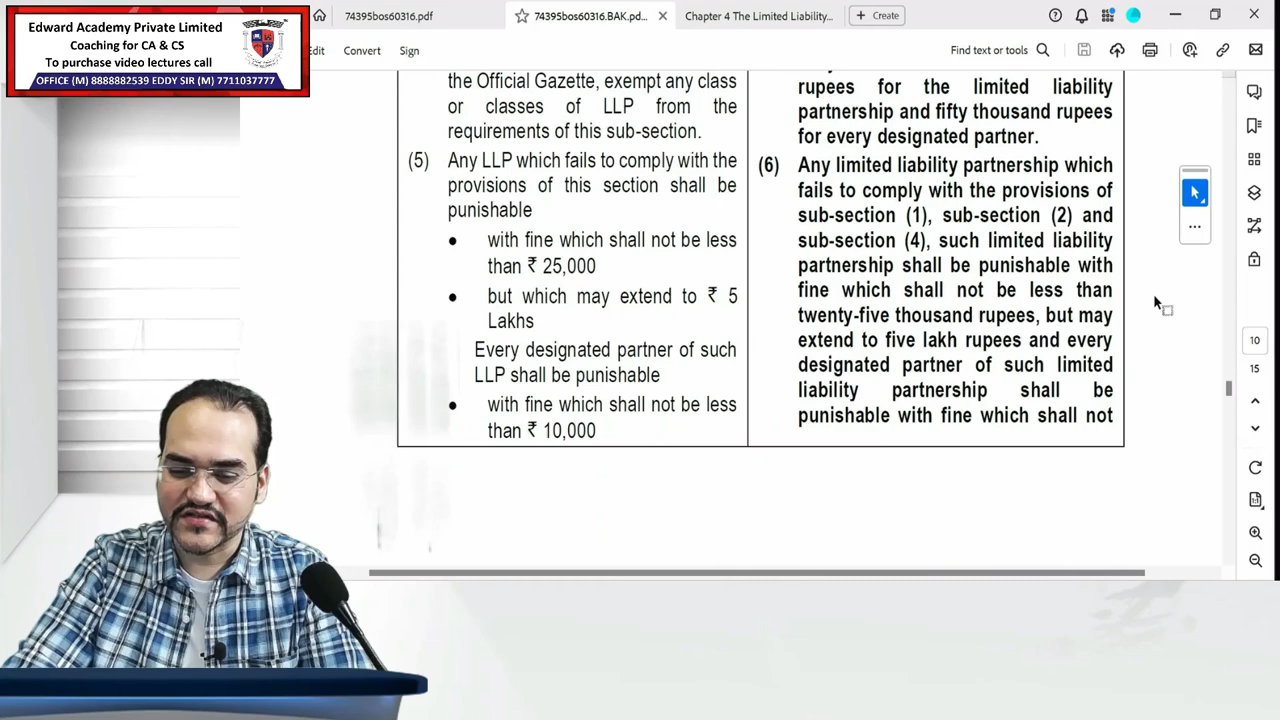 Edward Academy Private Limited
Coaching for CA & CS
To purchase video lectures call
OFFICE (M) 8888882539 EDDY SIR (M) 7711037777
74395bos60316.pdf
74395bos60316.BAK.pd...
Chapter 4 The Limited Liability...
Create
Edit
Convert
Sign
Find text or tools
the Official Gazette, exempt any class
or classes of LLP from the
requirements of this sub-section.
(5) Any LLP which fails to comply with the
provisions of this section shall be
punishable
• with fine which shall not be less
than ₹ 25,000
• but which may extend to ₹ 5
Lakhs
Every designated partner of such
LLP shall be punishable
• with fine which shall not be less
than ₹ 10,000
rupees for the limited liability
partnership and fifty thousand rupees
for every designated partner.
(6) Any limited liability partnership which
fails to comply with the provisions of
sub-section (1), sub-section (2) and
sub-section (4), such limited liability
partnership shall be punishable with
fine which shall not be less than
twenty-five thousand rupees, but may
extend to five lakh rupees and every
designated partner of such limited
liability partnership shall be
punishable with fine which shall not
10
15